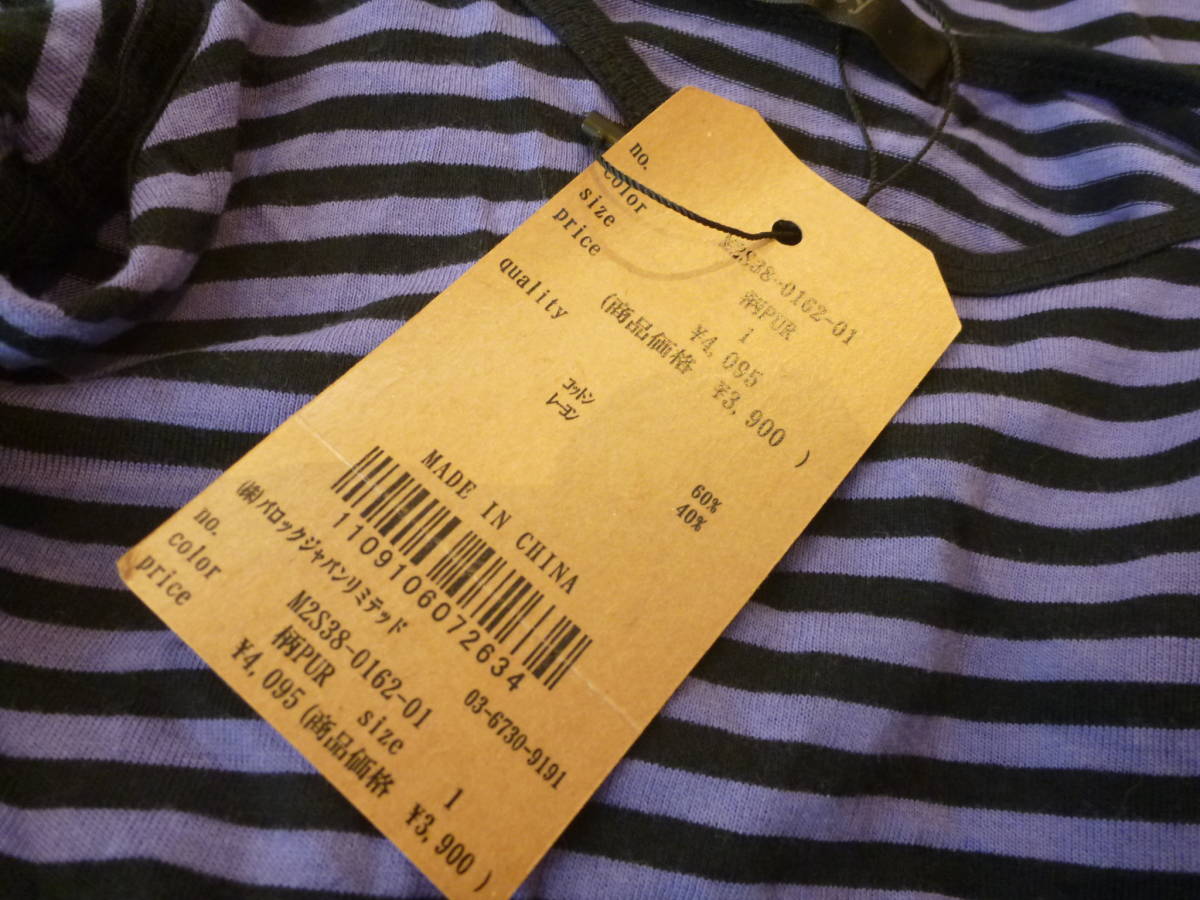 no. M2S38-0162-01
color 柄PUR
size 1
price ¥4,095
(商品価格 ¥3,900 )
quality
コットン 60%
レーヨン 40%
MADE IN CHINA
1109106072634
(株)バロックジャパンリミテッド 03-6730-9191
no. M2S38-0162-01
color 柄PUR size 1
price ¥4,095 (商品価格 ¥3,900 )